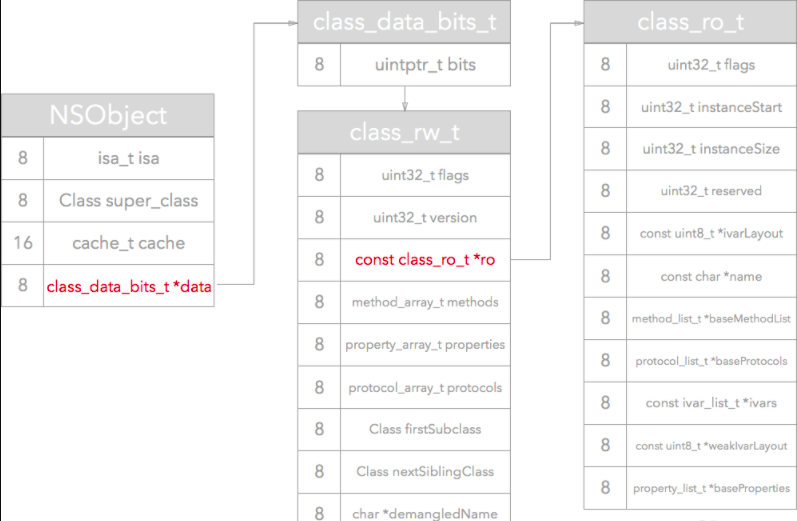 NSObject
8 isa_t isa
8 Class super_class
16 cache_t cache
8 class_data_bits_t *data
class_data_bits_t
8 uintptr_t bits
class_rw_t
8 uint32_t flags
8 uint32_t version
8 const class_ro_t *ro
8 method_array_t methods
8 property_array_t properties
8 protocol_array_t protocols
8 Class firstSubclass
8 Class nextSiblingClass
8 char *demangledName
class_ro_t
8 uint32_t flags
8 uint32_t instanceStart
8 uint32_t instanceSize
8 uint32_t reserved
8 const uint8_t *ivarLayout
8 const char *name
8 method_list_t *baseMethodList
8 protocol_list_t *baseProtocols
8 const ivar_list_t *ivars
8 const uint8_t *weakIvarLayout
8 property_list_t *baseProperties